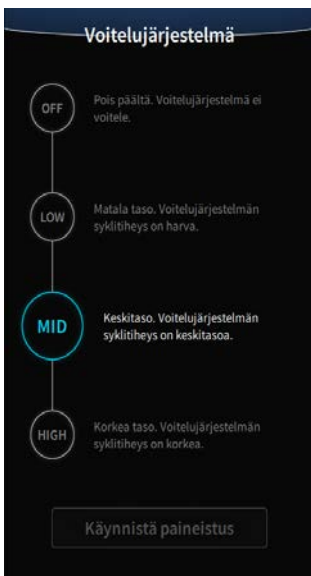 Voitelujärjestelmä
OFF
Pois päältä. Voitelujärjestelmä ei
voitele.
LOW
Matala taso. Voitelujärjestelmän
syklitiheys on harva.
MID
Keskitaso. Voitelujärjestelmän
syklitiheys on keskitasoa.
HIGH
Korkea taso. Voitelujärjestelmän
syklitiheys on korkea.
Käynnistä paineistus